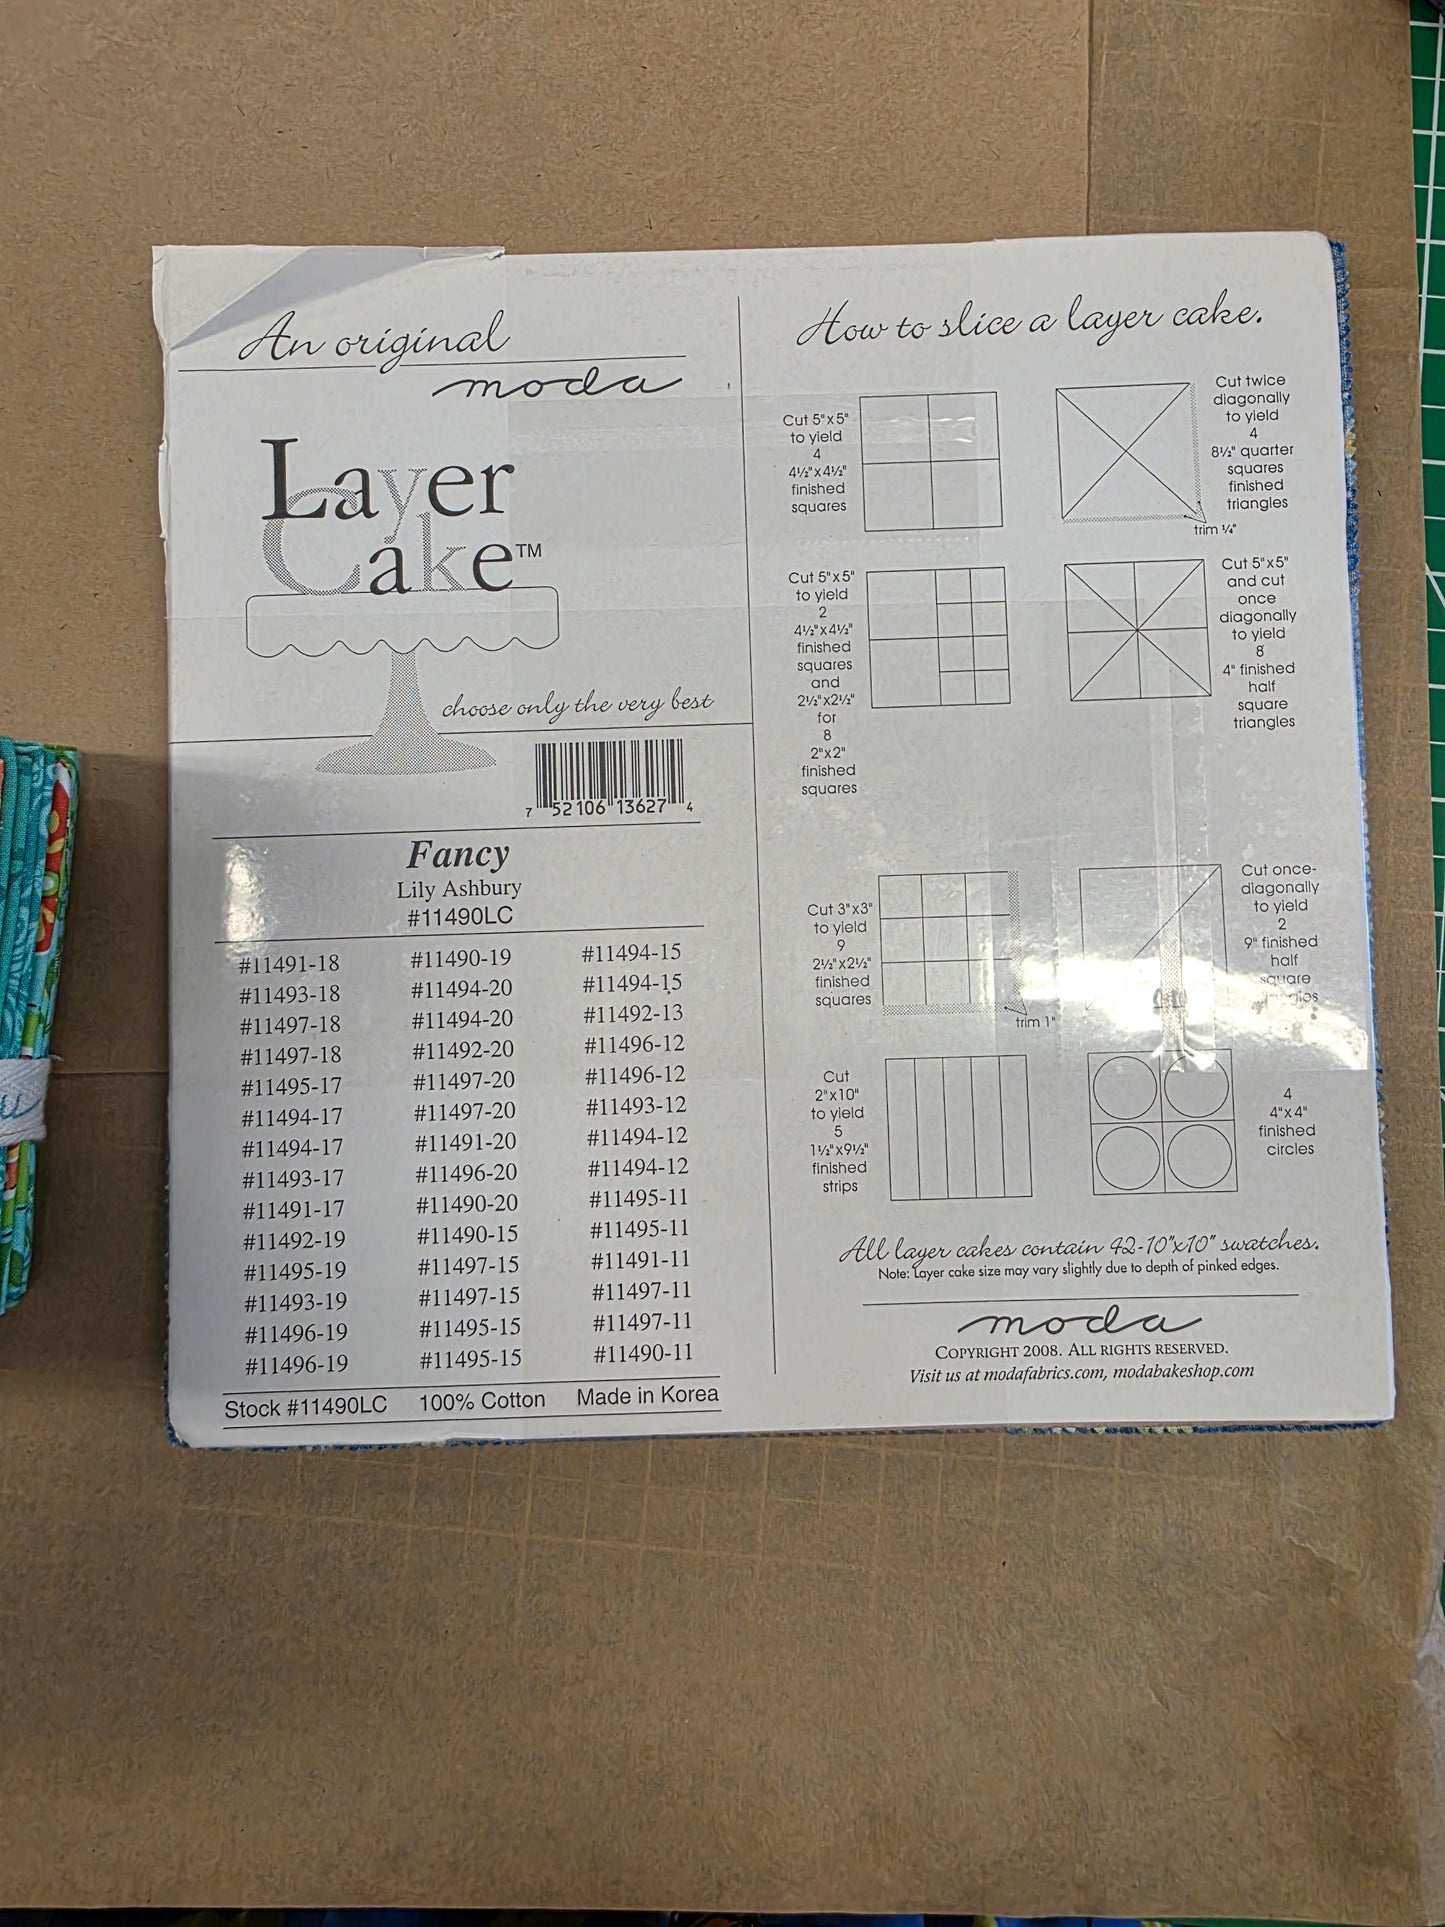 An original
moda
Layer
Cake™
choose only the very best
7 52106 13627 4
Fancy
Lily Ashbury
#11490LC
#11491-18
#11493-18
#11497-18
#11497-18
#11495-17
#11494-17
#11494-17
#11493-17
#11491-17
#11492-19
#11495-19
#11493-19
#11496-19
#11496-19
#11490-19
#11494-20
#11494-20
#11492-20
#11497-20
#11497-20
#11491-20
#11496-20
#11490-20
#11490-15
#11497-15
#11497-15
#11495-15
#11495-15
#11494-15
#11494-15
#11492-13
#11496-12
#11496-12
#11493-12
#11494-12
#11494-12
#11495-11
#11495-11
#11491-11
#11497-11
#11497-11
#11490-11
Stock #11490LC 100% Cotton Made in Korea
How to slice a layer cake.
Cut 5"x5"
to yield
4
4½"x4½"
finished
squares
Cut twice
diagonally
to yield
4
8½" quarter
squares
finished
triangles
trim ¼"
Cut 5"x5"
to yield
2
4½"x4½"
finished
squares
and
2½"x2½"
for
8
2"x2"
finished
squares
Cut 5"x5"
and cut
once
diagonally
to yield
8
4" finished
half
square
triangles
Cut 3"x3"
to yield
9
2½"x2½"
finished
squares
trim 1"
Cut once-
diagonally
to yield
2
9" finished
half
square
Cut
2"x10"
to yield
5
1½"x9½"
finished
strips
4
4"x4"
finished
circles
All layer cakes contain 42-10"x10" swatches.
Note: Layer cake size may vary slightly due to depth of pinked edges.
moda
COPYRIGHT 2008. ALL RIGHTS RESERVED.
Visit us at modafabrics.com, modabakeshop.com